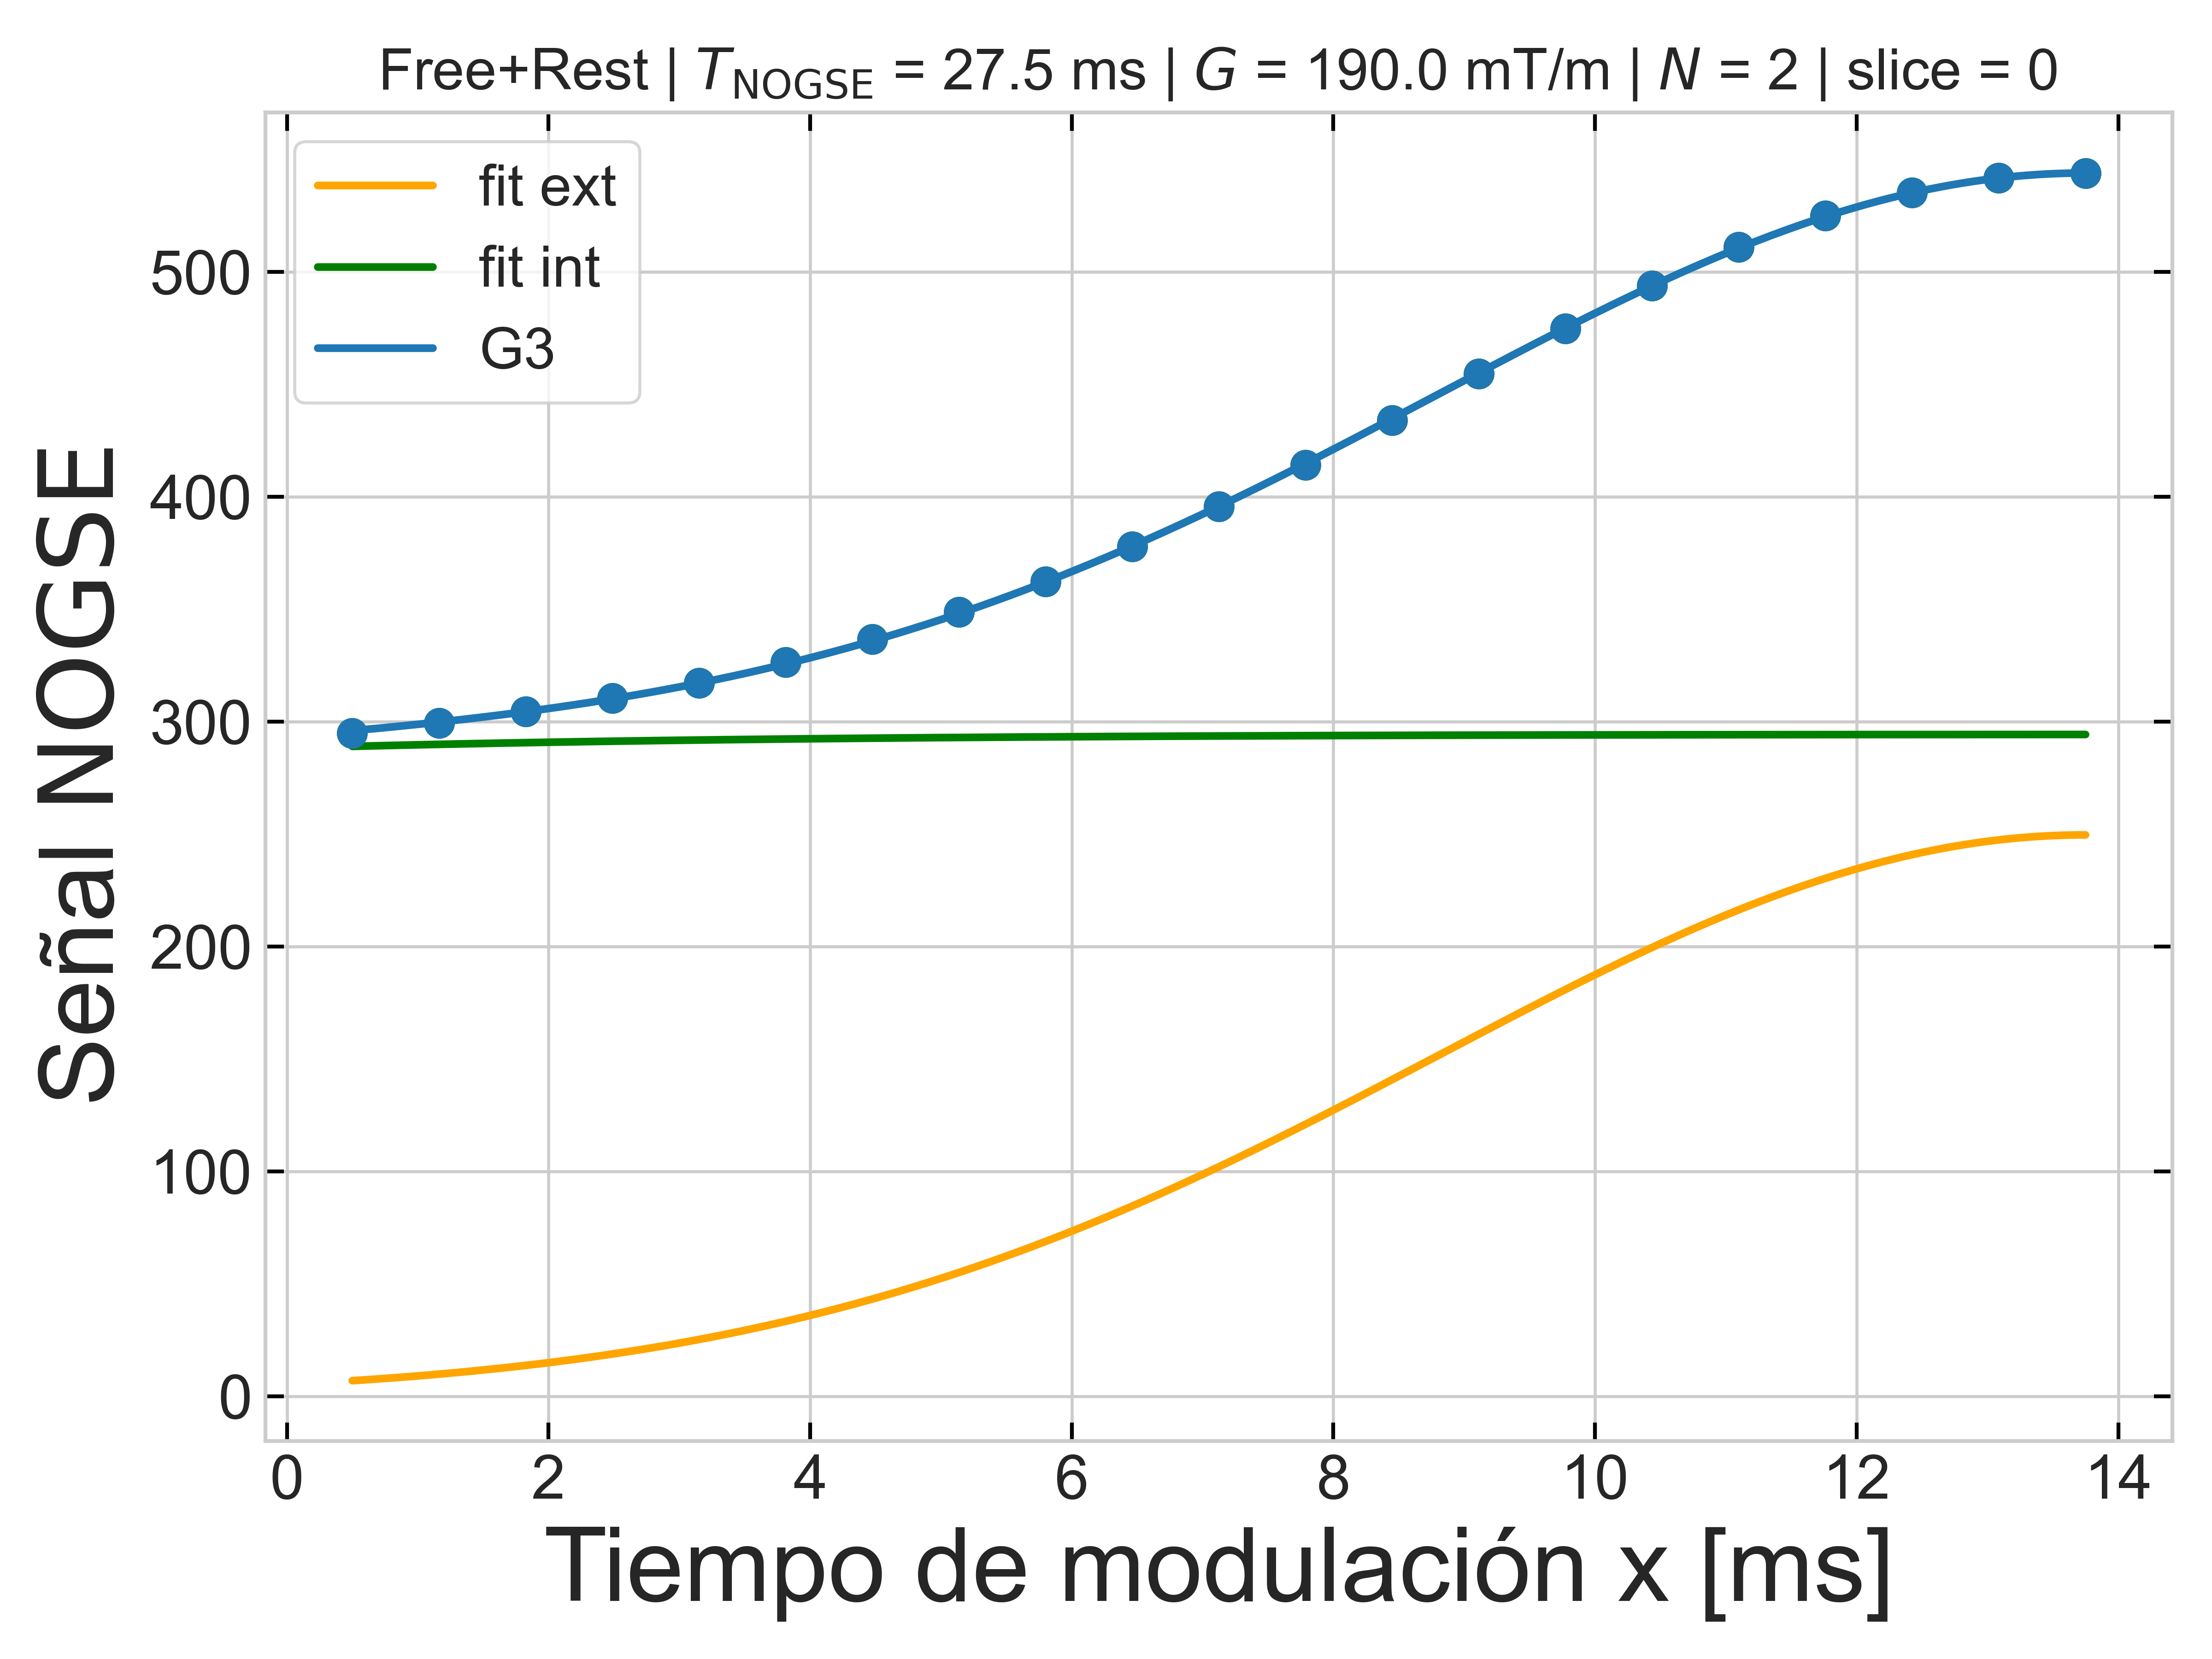 Free+Rest | T_NOGSE = 27.5 ms | G = 190.0 mT/m | N = 2 | slice = 0
fit ext
fit int
G3
Señal NOGSE
500
400
300
200
100
0
0 2 4 6 8 10 12 14
Tiempo de modulación x [ms]